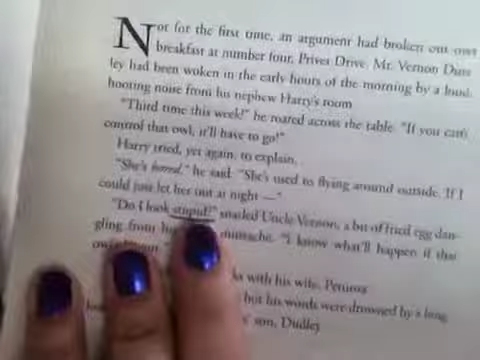 Not for the first time, an argument had broken out over
breakfast at number four, Privet Drive. Mr. Vernon Durs
ley had been woken in the early hours of the morning by a loud,
hooting noise from his nephew Harry's room
"Third time this week!" he roared across the table. "If you can't
control that owl, it'll have to go!"
Harry tried, yet again, to explain.
"She's bored," he said. "She's used to flying around outside. If I
could just let her out at night —"
"Do I look stupid?" snarled Uncle Vernon, a bit of fried egg dan-
gling from his mustache. "I know what'll happen if that
owl
with his wife, Petunia
but his words were drowned by a long
son, Dudley